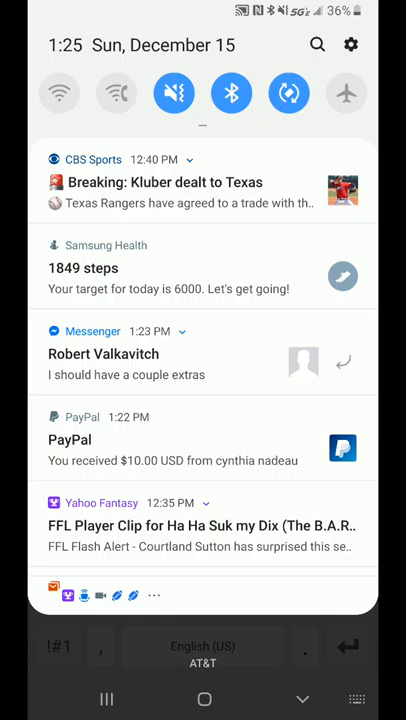 5GE 36%
1:25 Sun, December 15
CBS Sports 12:40 PM
Breaking: Kluber dealt to Texas
Texas Rangers have agreed to a trade with th..
Samsung Health
1849 steps
Your target for today is 6000. Let's get going!
Messenger 1:23 PM
Robert Valkavitch
I should have a couple extras
PayPal 1:22 PM
PayPal
You received $10.00 USD from cynthia nadeau
Yahoo Fantasy 12:35 PM
FFL Player Clip for Ha Ha Suk my Dix (The B.A.R..
FFL Flash Alert - Courtland Sutton has surprised this se..
!#1 , English (US) .
AT&T